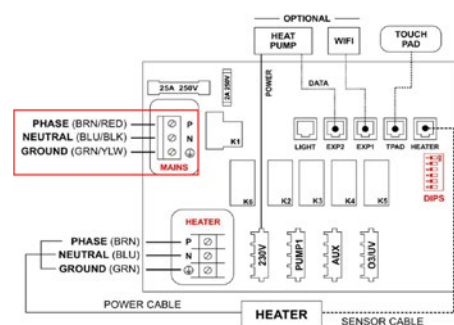 OPTIONAL
HEAT PUMP
WIFI
TOUCH PAD
POWER
DATA
25A 250V
2A 250V
PHASE (BRN/RED) P
NEUTRAL (BLU/BLK) N
GROUND (GRN/YLW)
MAINS
K1
LIGHT EXP2 EXP1 TPAD HEATER
DIPS
K6 K2 K3 K4 K5
HEATER
PHASE (BRN) P
NEUTRAL (BLU) N
GROUND (GRN)
230V PUMP1 AUX O3/UV
POWER CABLE
HEATER
SENSOR CABLE